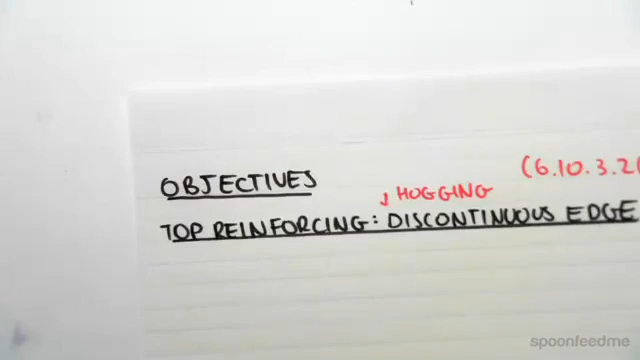 OBJECTIVES
(6.10.3.2
HOGGING
TOP REINFORCING: DISCONTINUOUS EDGE
spoonfeedme